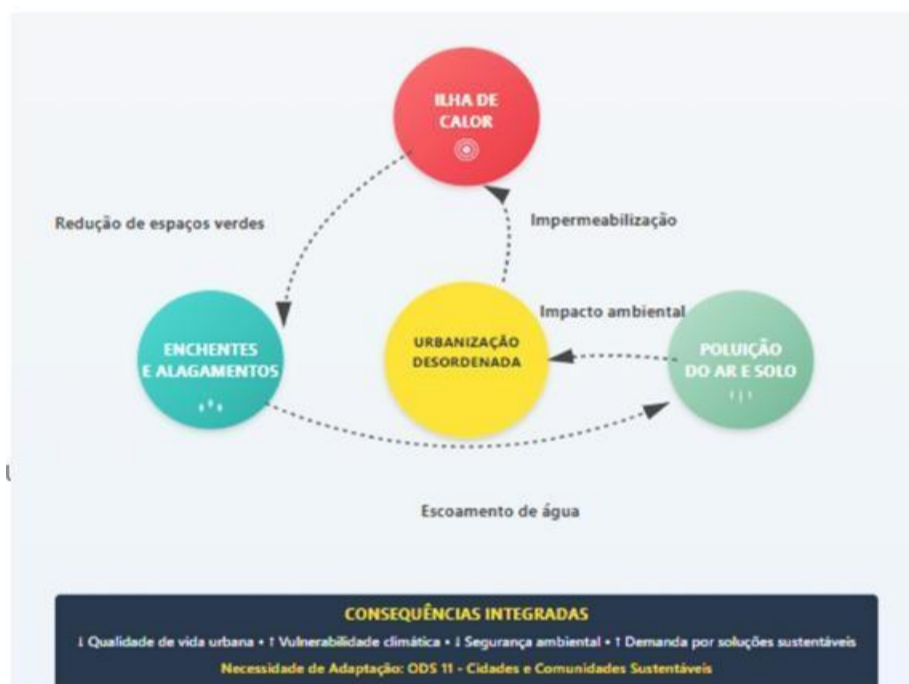 ILHA DE
CALOR
Redução de espaços verdes
Impermeabilização
Impacto ambiental
URBANIZAÇÃO
DESORDENADA
ENCHENTES
E ALAGAMENTOS
POLUIÇÃO
DO AR E SOLO
Escoamento de água
CONSEQUÊNCIAS INTEGRADAS
↓ Qualidade de vida urbana • ↑ Vulnerabilidade climática • ↓ Segurança ambiental • ↑ Demanda por soluções sustentáveis
Necessidade de Adaptação: ODS 11 - Cidades e Comunidades Sustentáveis